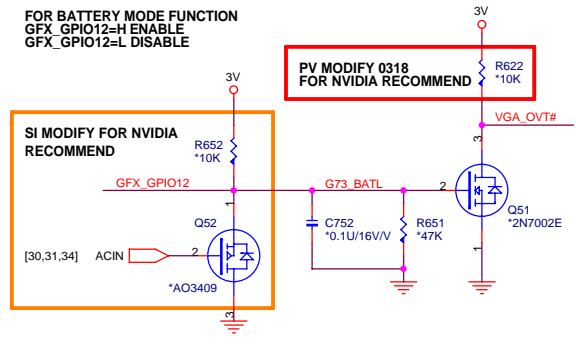 FOR BATTERY MODE FUNCTION
GFX_GPIO12=H ENABLE
GFX_GPIO12=L DISABLE
3V
PV MODIFY 0318
FOR NVIDIA RECOMMEND
R622
*10K
3V
SI MODIFY FOR NVIDIA
RECOMMEND
R652
*10K
VGA_OVT#
3
GFX_GPIO12
G73_BATL
2
1
Q52
C752
*0.1U/16V/V
R651
*47K
Q51
*2N7002E
[30,31,34]
ACIN
2
1
*AO3409
3